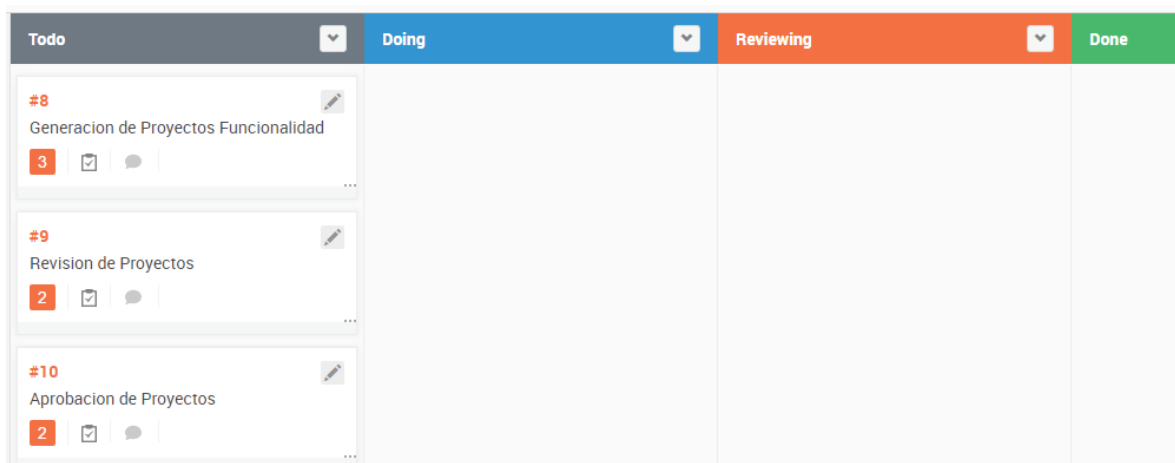 Todo
Doing
Reviewing
Done
#8
Generacion de Proyectos Funcionalidad
3
#9
Revision de Proyectos
2
#10
Aprobacion de Proyectos
2